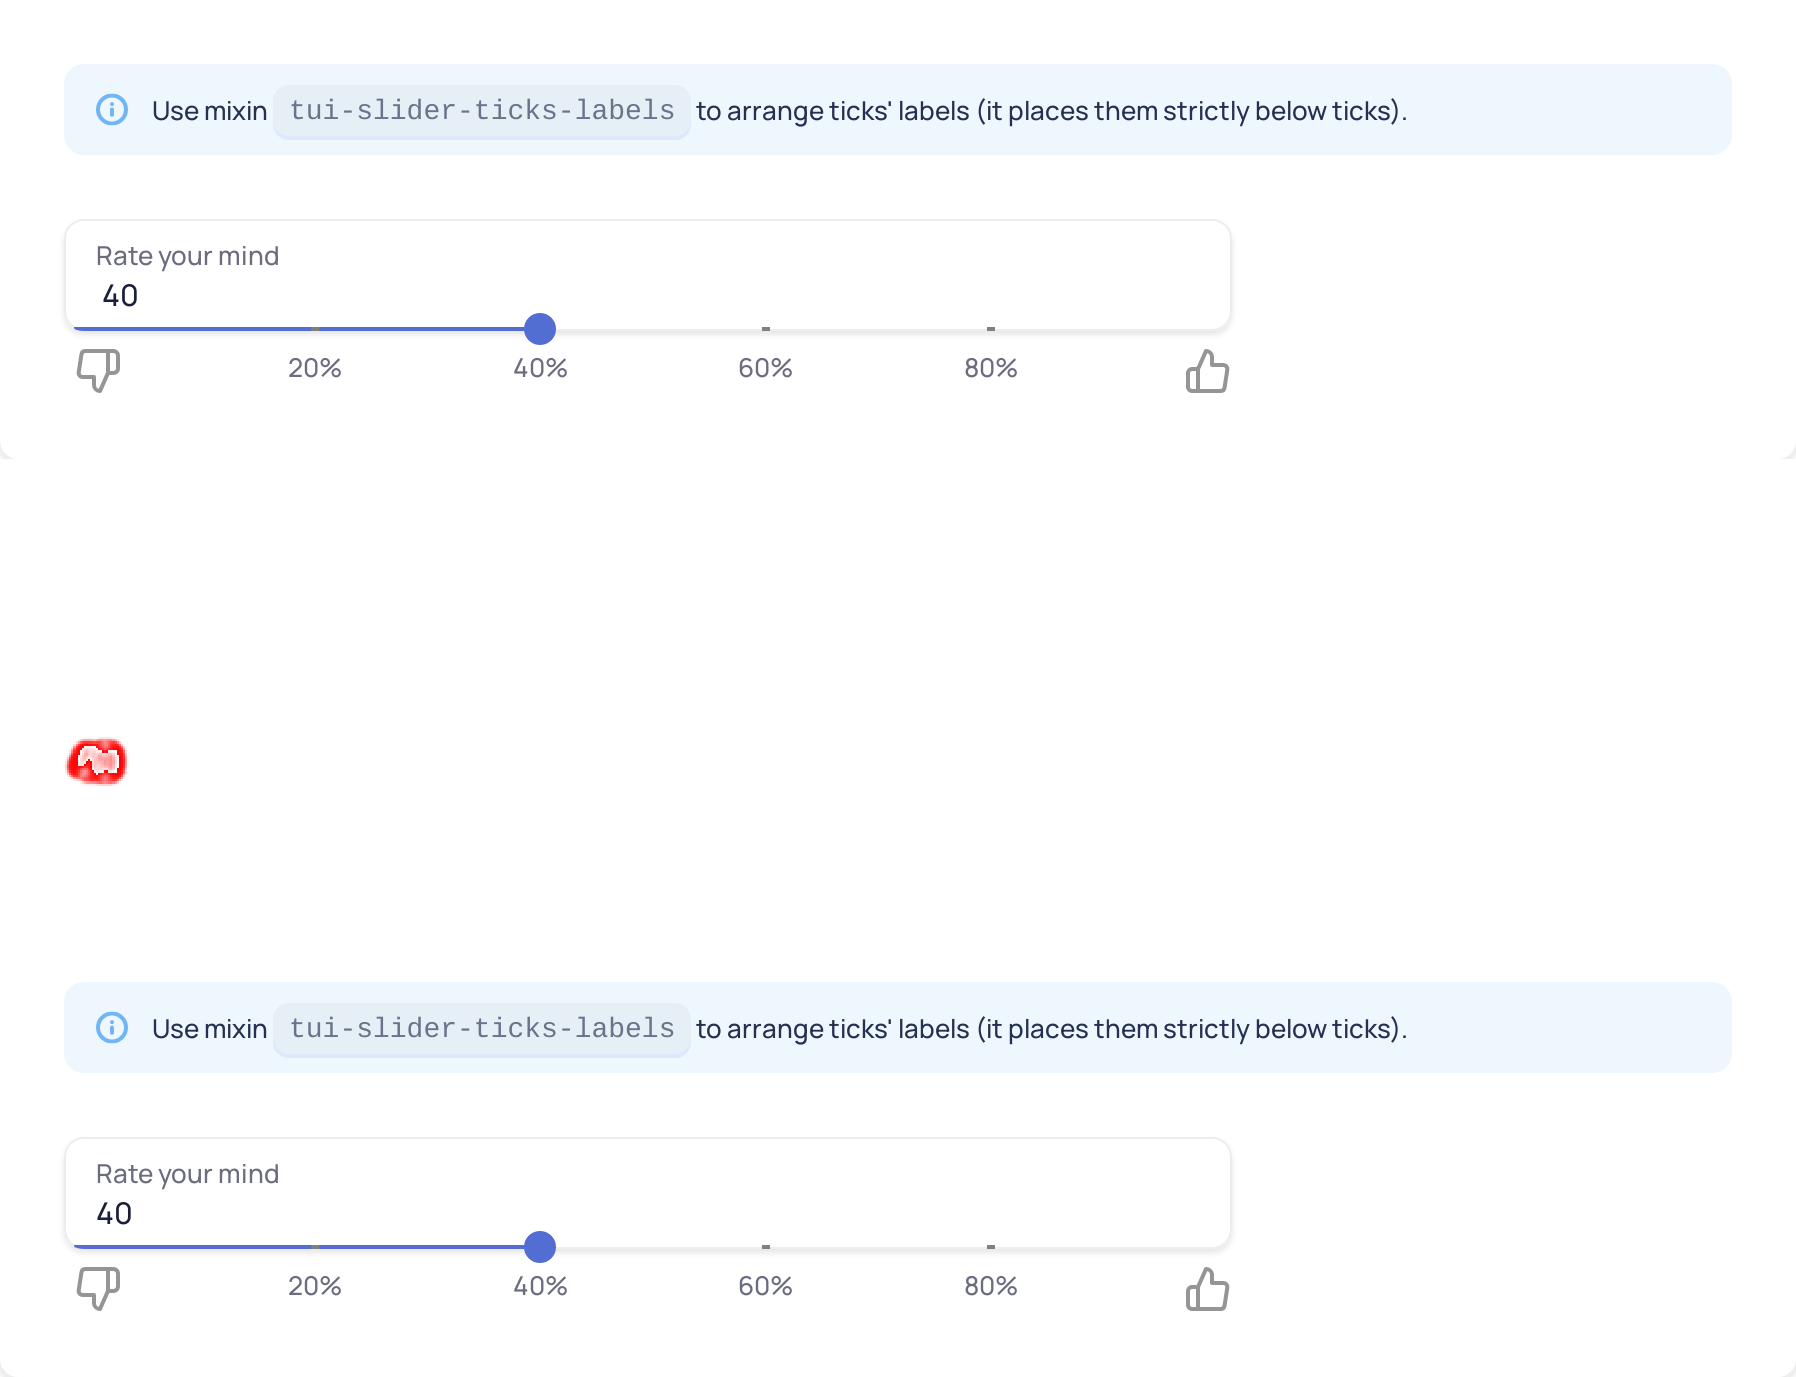 Use mixin tui-slider-ticks-labels to arrange ticks' labels (it places them strictly below ticks).
Rate your mind
40
20% 40% 60% 80%
Use mixin tui-slider-ticks-labels to arrange ticks' labels (it places them strictly below ticks).
Rate your mind
40
20% 40% 60% 80%